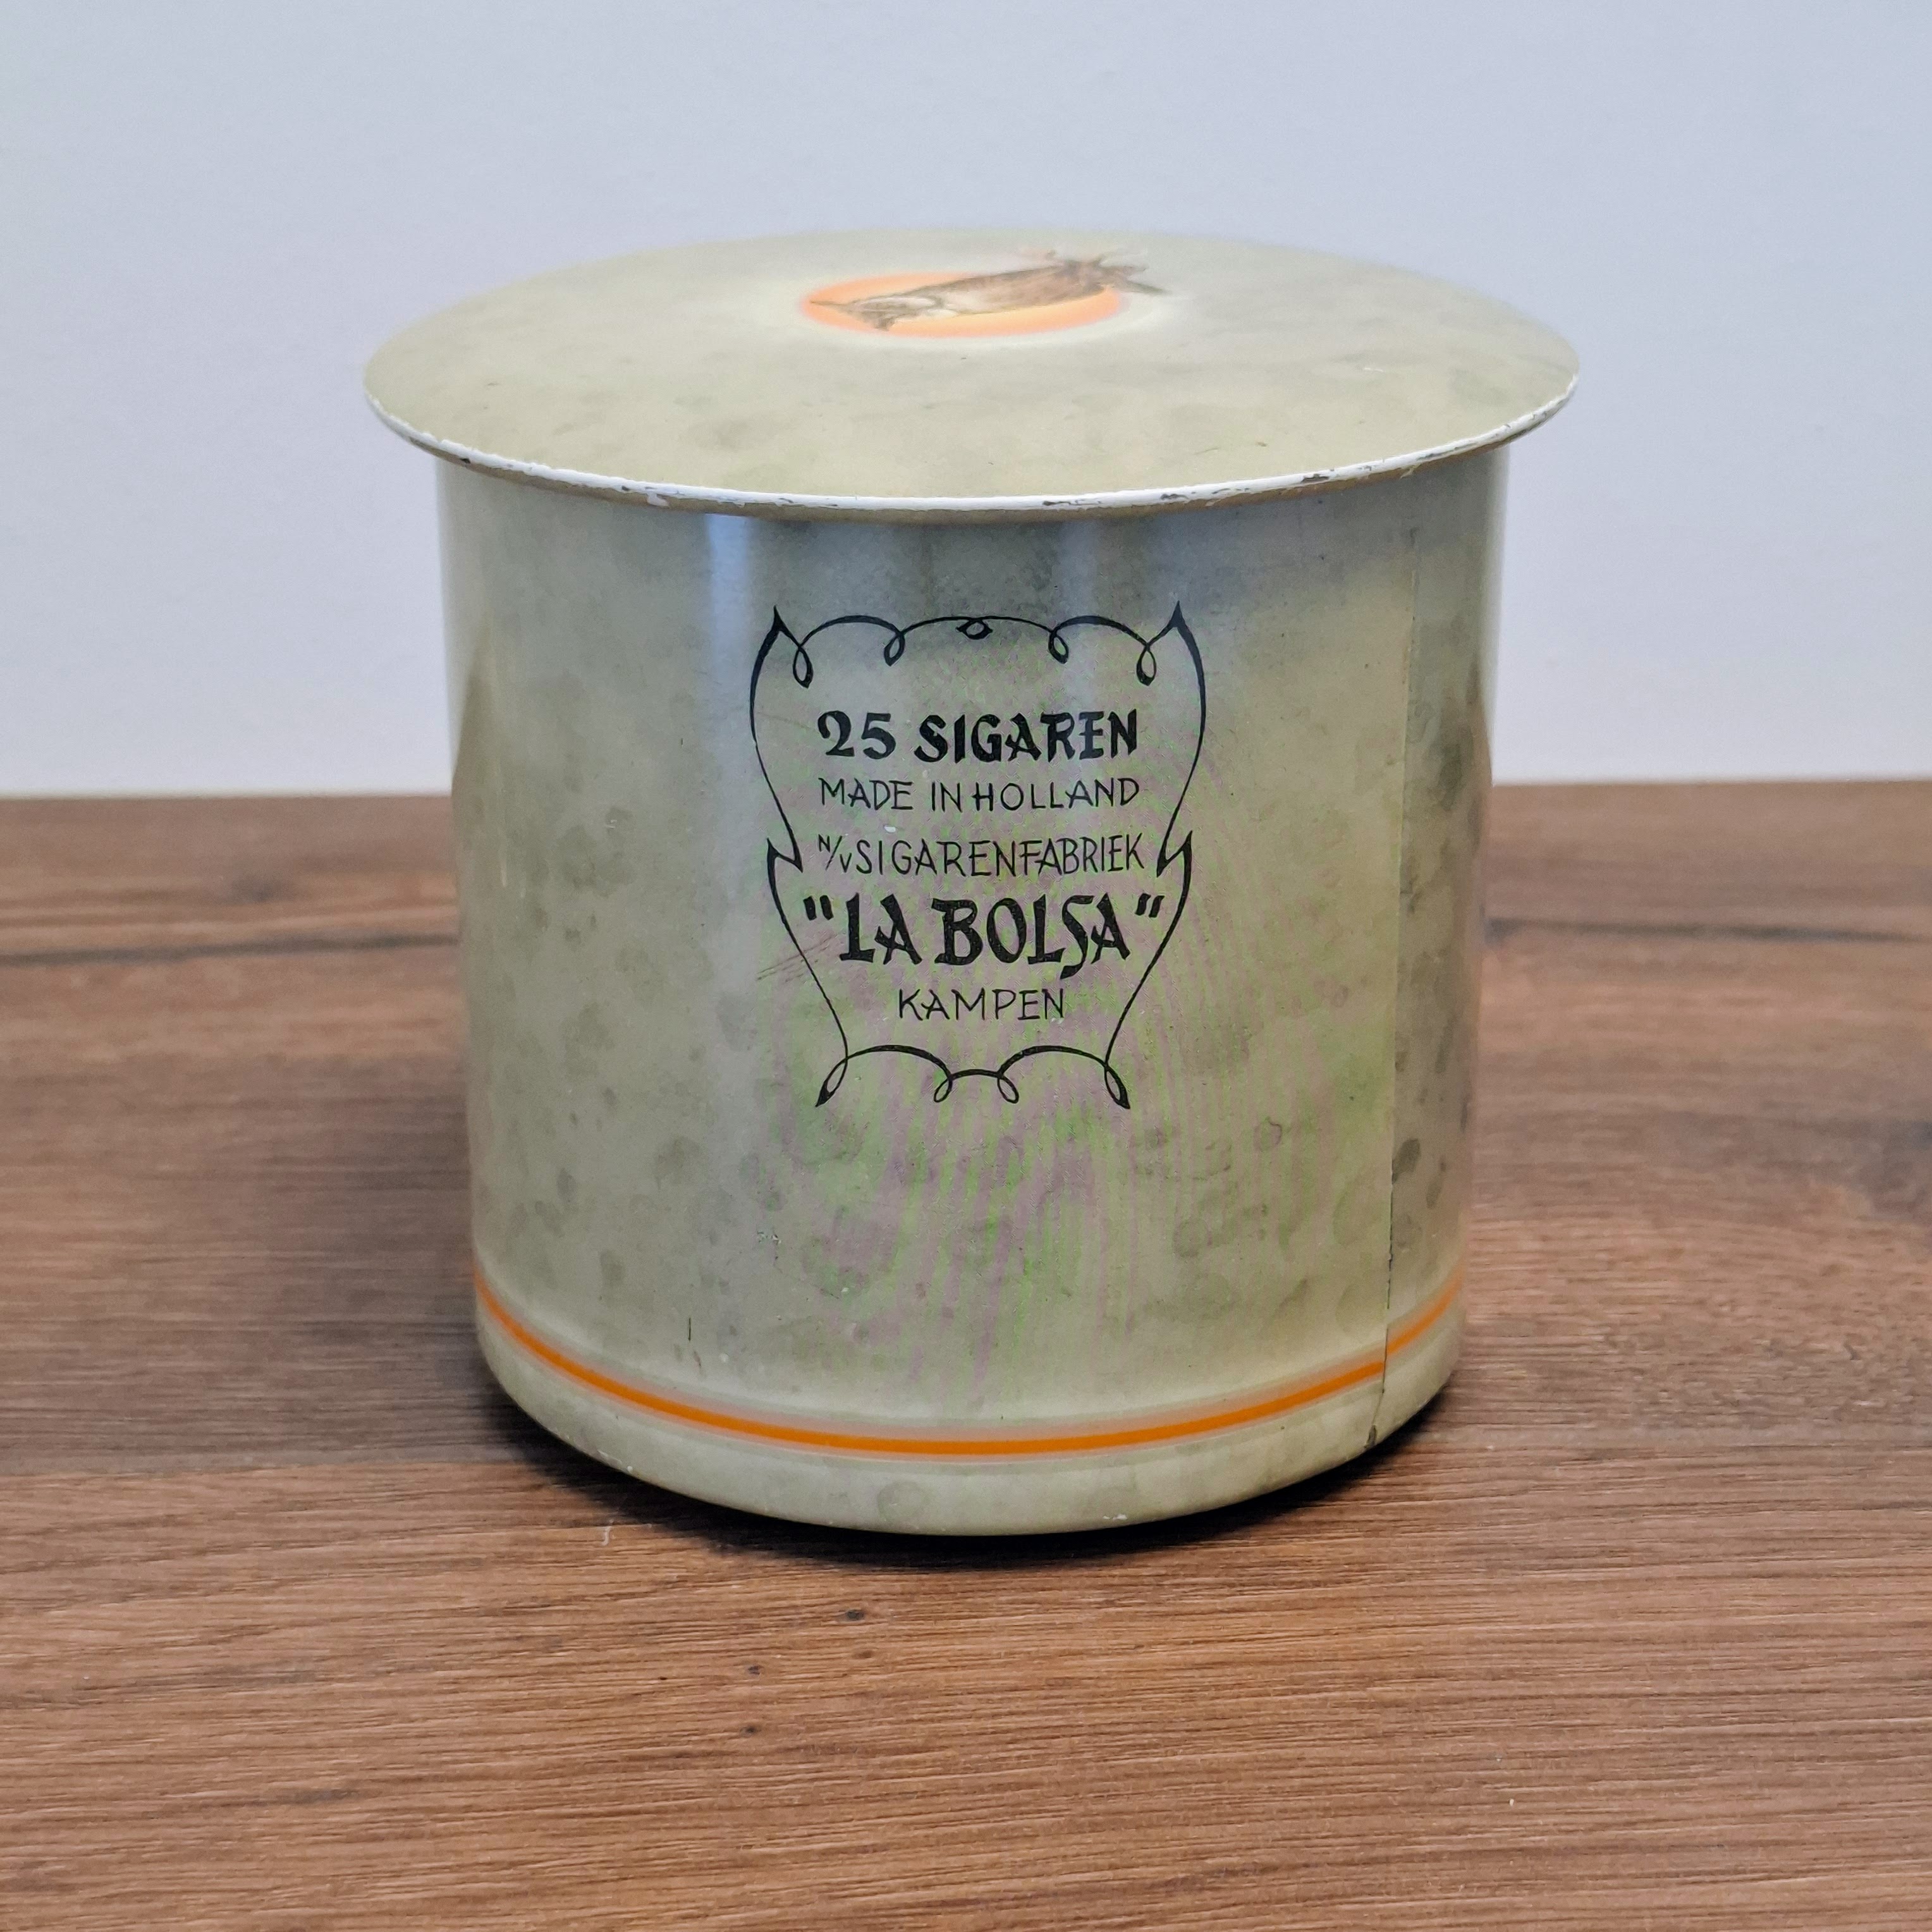 25 SIGAREN
MADE IN HOLLAND
N/V SIGARENFABRIEK
"LA BOLSA"
KAMPEN